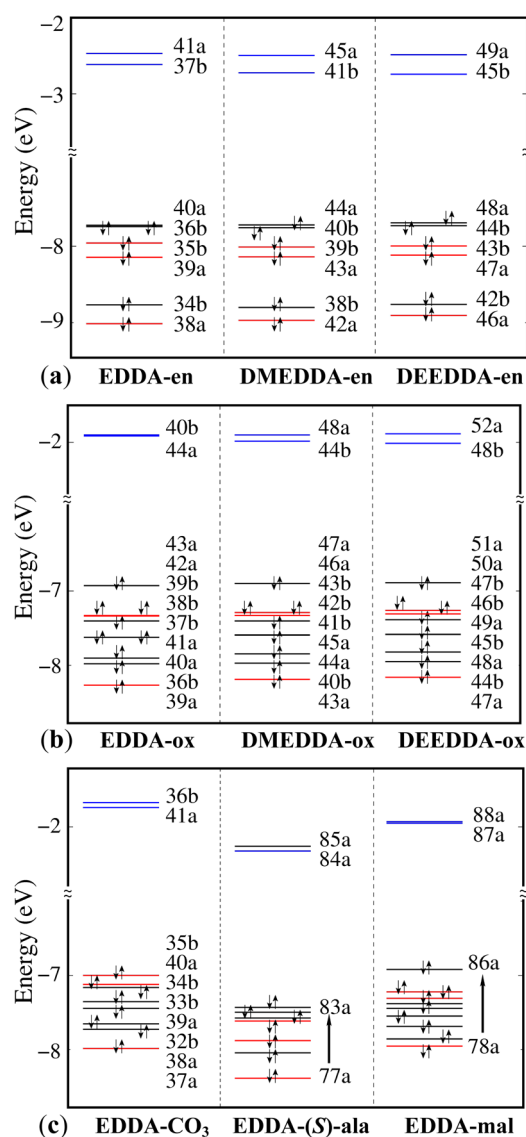 −2
41a
45a
49a
37b
41b
45b
−3
Energy (eV)
≈
≈
40a
44a
48a
36b
40b
44b
35b
39b
43b
−8
39a
43a
47a
34b
38b
42b
−9
38a
42a
46a
(a)
EDDA-en
DMEDDA-en
DEEDDA-en
40b
48a
52a
−2
44a
44b
48b
Energy (eV)
≈
≈
43a
47a
51a
42a
46a
50a
39b
43b
47b
−7
38b
42b
46b
37b
41b
49a
41a
45a
45b
40a
44a
48a
−8
36b
40b
44b
39a
43a
47a
(b)
EDDA-ox
DMEDDA-ox
DEEDDA-ox
36b
88a
−2
41a
87a
85a
84a
Energy (eV)
≈
≈
35b
40a
86a
−7
34b
33b
83a
39a
32b
78a
−8
38a
37a
77a
(c)
EDDA-CO3
EDDA-(S)-ala
EDDA-mal